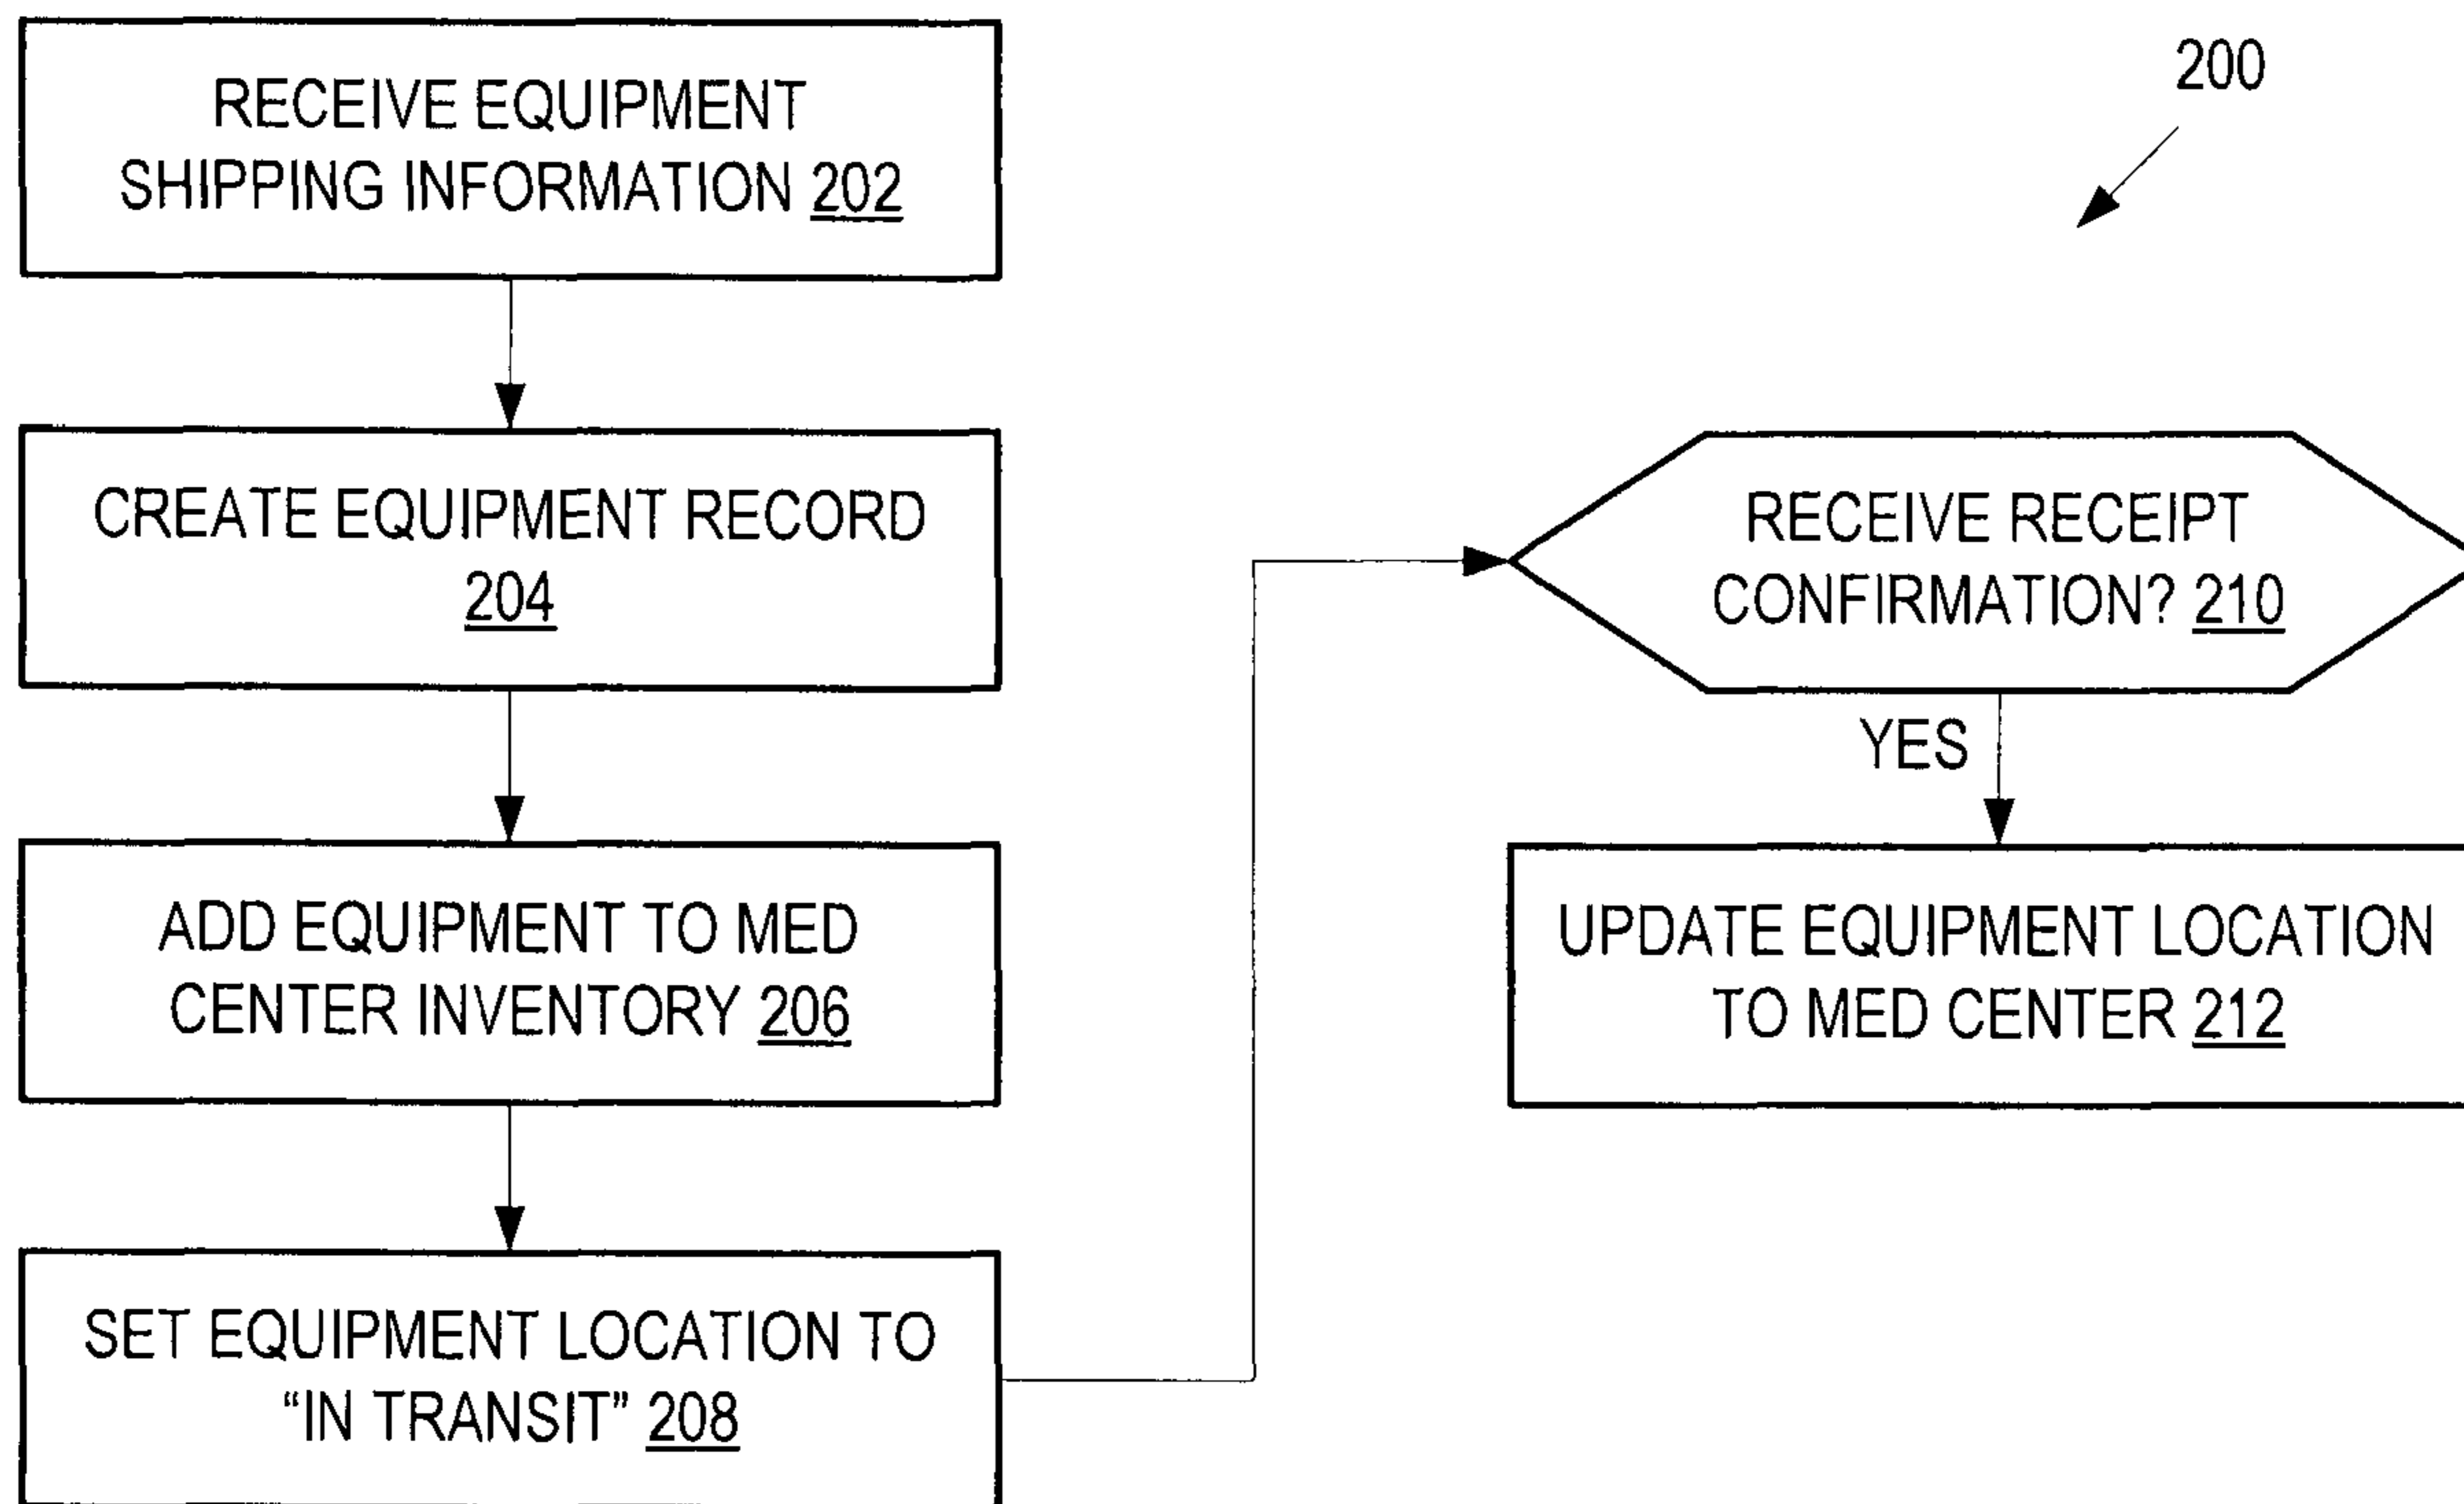 RECEIVE EQUIPMENT
SHIPPING INFORMATION 202
CREATE EQUIPMENT RECORD
204
ADD EQUIPMENT TO MED
CENTER INVENTORY 206
SET EQUIPMENT LOCATION TO
“IN TRANSIT” 208
200
RECEIVE RECEIPT
CONFIRMATION? 210
YES
UPDATE EQUIPMENT LOCATION
TO MED CENTER 212